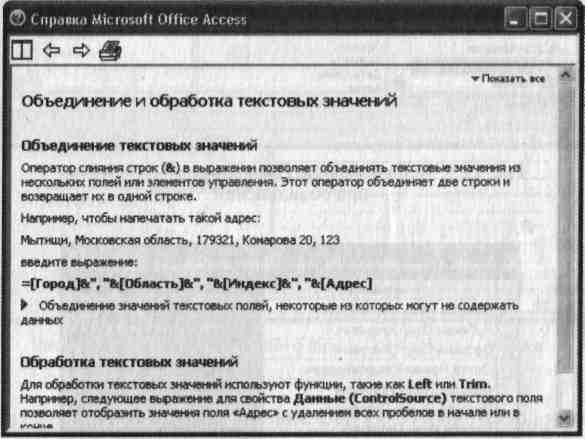 Справка Microsoft Office Access
Показать все
Объединение и обработка текстовых значений
Объединение текстовых значений
Оператор слияния строк (&) в выражении позволяет объединять текстовые значения из
нескольких полей или элементов управления. Этот оператор объединяет две строки и
возвращает их в одной строке.
Например, чтобы напечатать такой адрес:
Мытищи, Московская область, 179321, Комарова 20, 123
введите выражение:
=[Город]&", "&[Область]&", "&[Индекс]&", "&[Адрес]
Объединение значений текстовых полей, некоторые из которых могут не содержать
данных
Обработка текстовых значений
Для обработки текстовых значений используют функции, такие как Left или Trim.
Например, следующее выражение для свойства Данные (ControlSource) текстового поля
позволяет отобразить значения поля «Адрес» с удалением всех пробелов в начале или в
конце